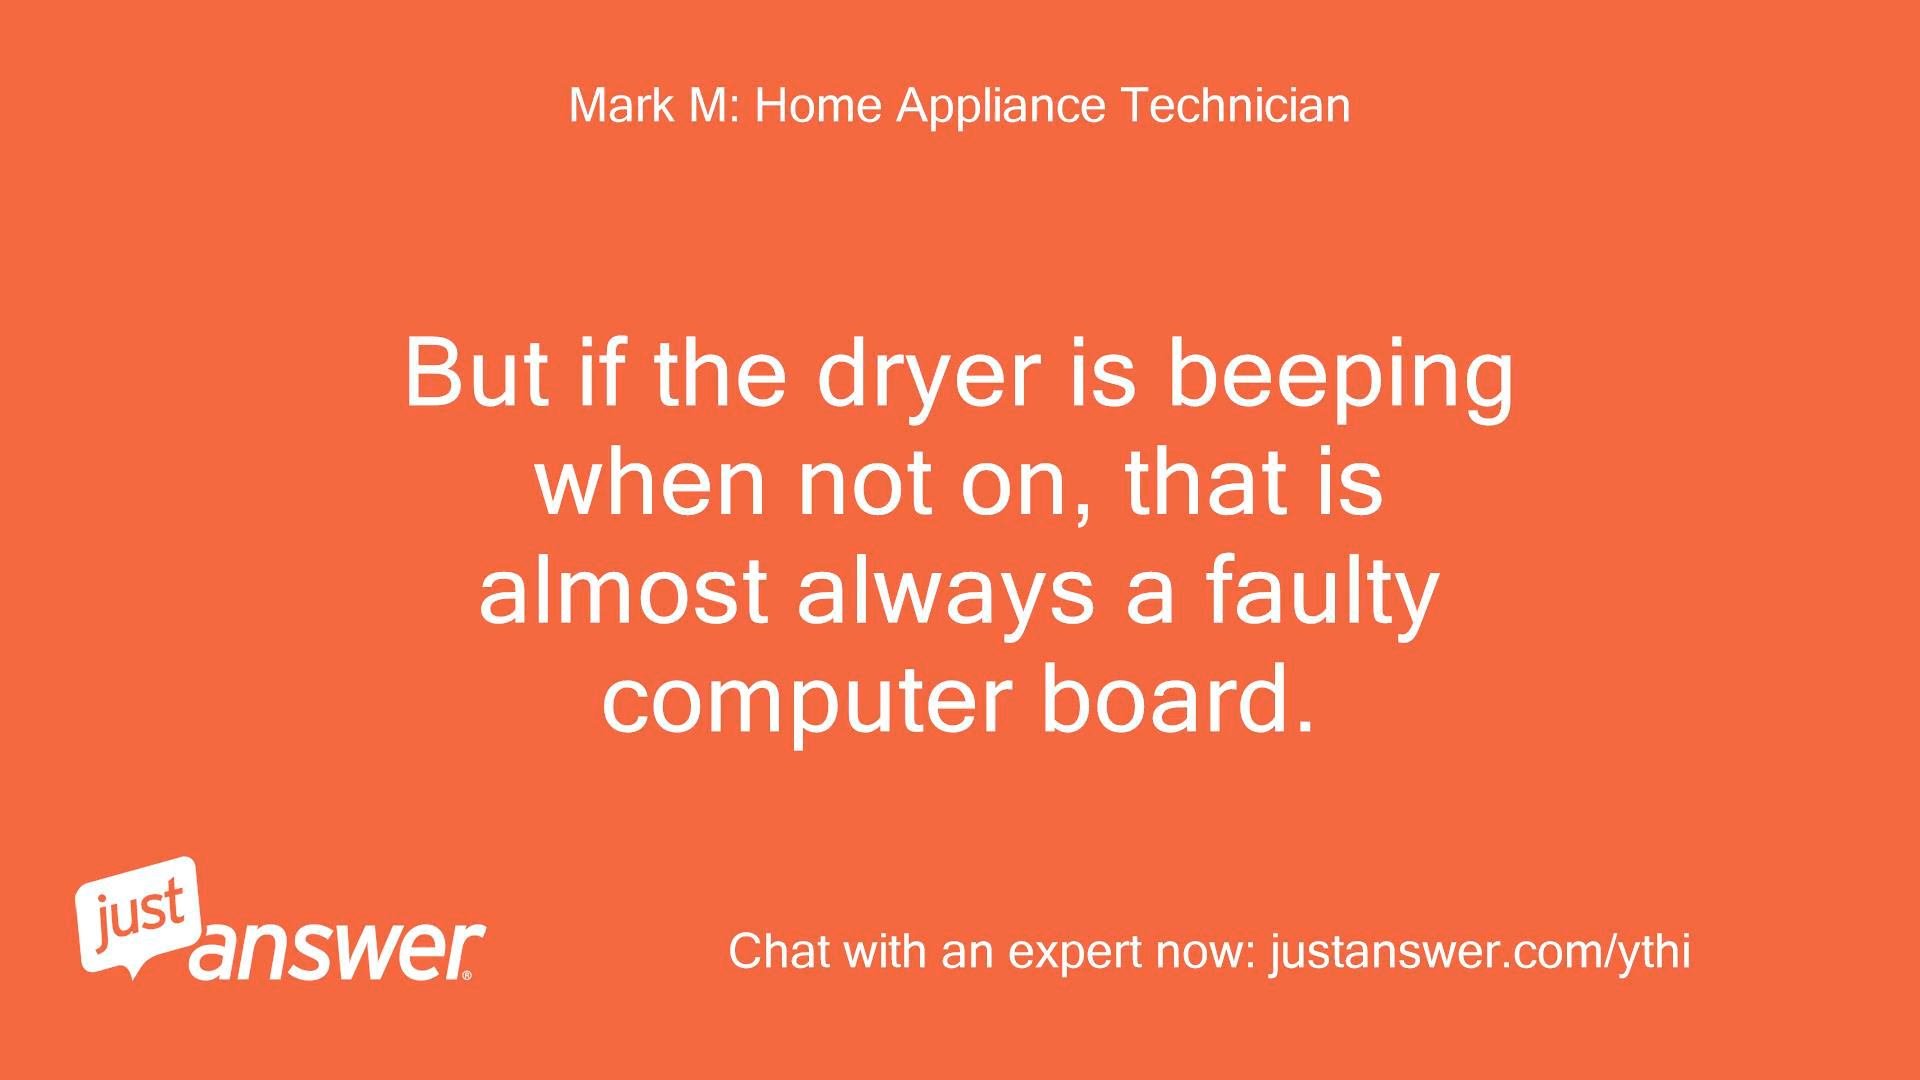 Mark M: Home Appliance Technician
But if the dryer is beeping
when not on, that is
almost always a faulty
computer board.
just
answer®
Chat with an expert now: justanswer.com/ythi